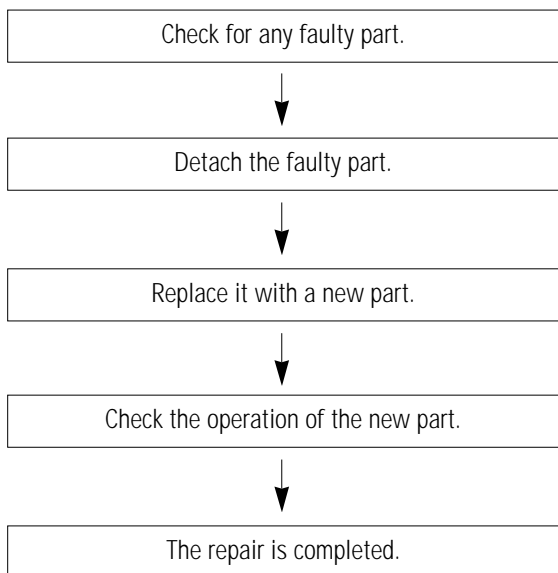 Check for any faulty part.
Detach the faulty part.
Replace it with a new part.
Check the operation of the new part.
The repair is completed.